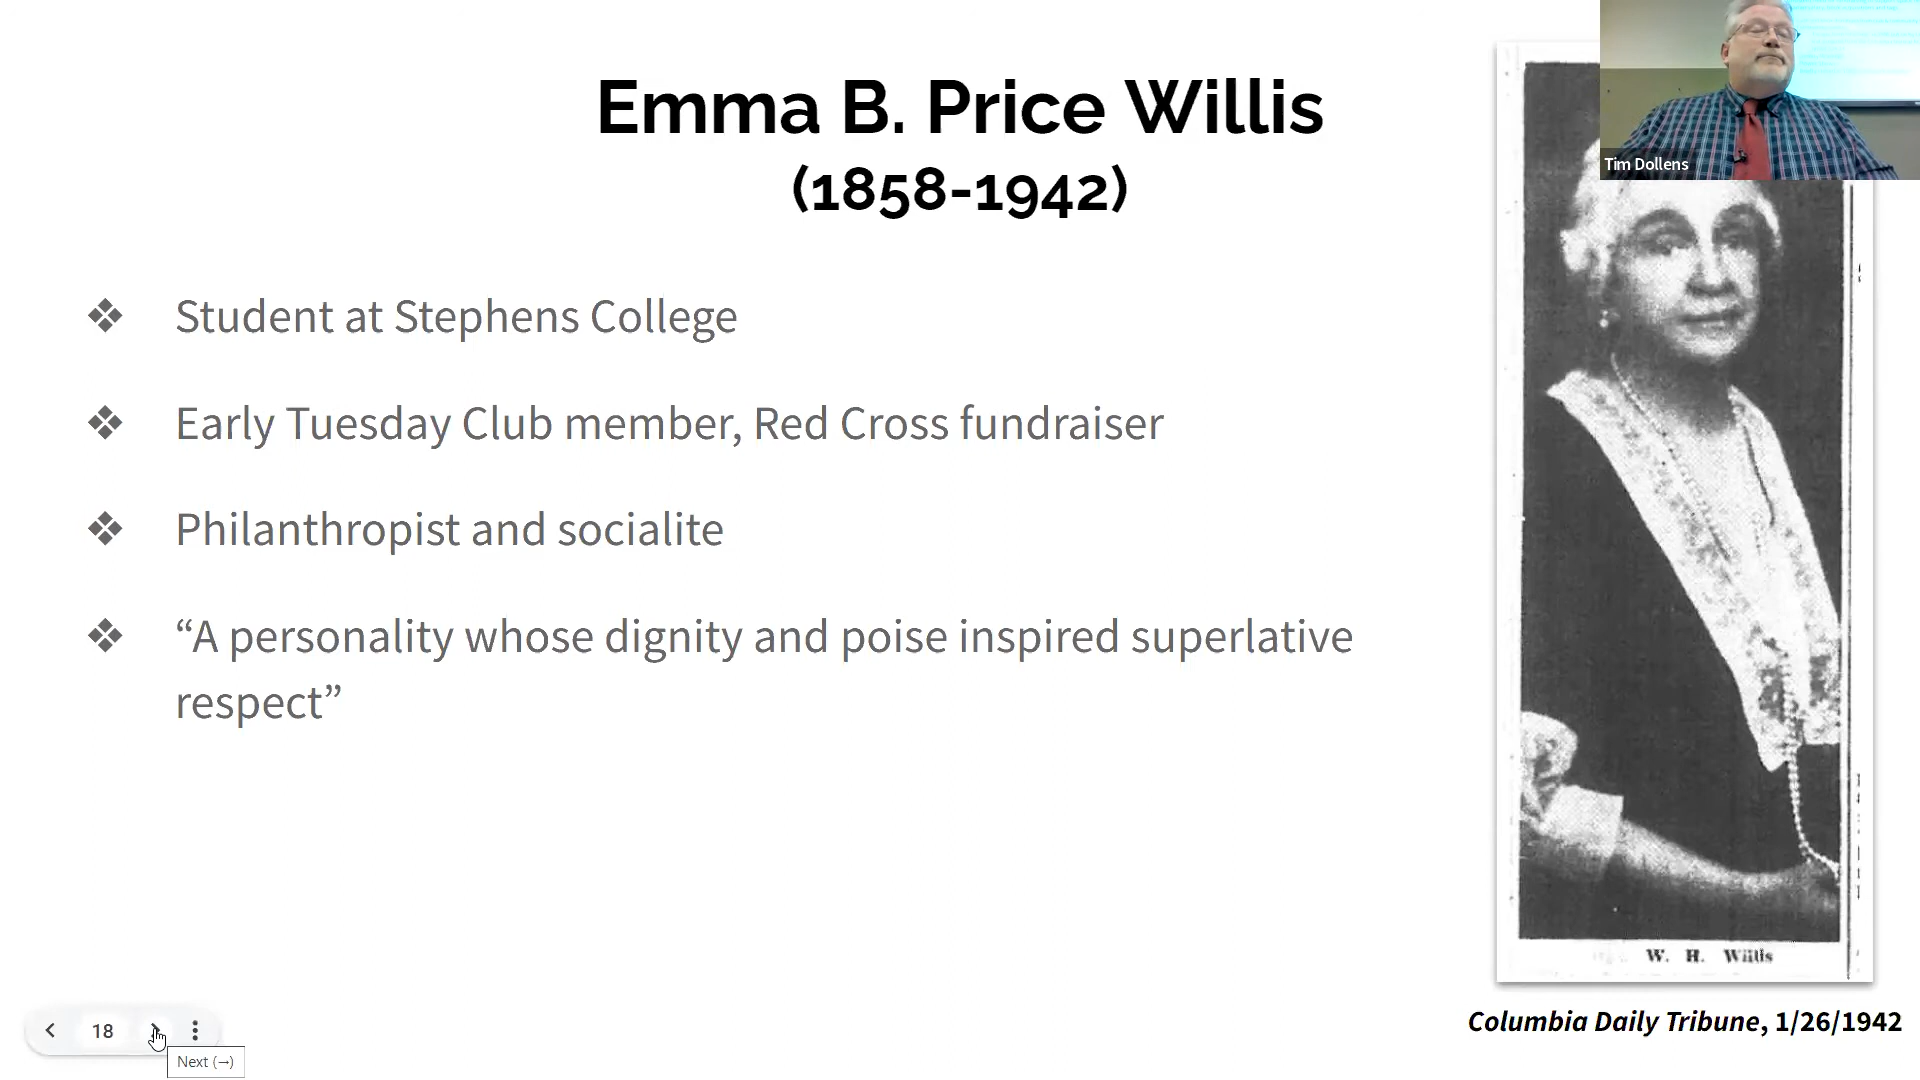 Emma B. Price Willis
(1858-1942)
Tim Dollens
❖ Student at Stephens College
❖ Early Tuesday Club member, Red Cross fundraiser
❖ Philanthropist and socialite
❖ “A personality whose dignity and poise inspired superlative
respect”
W. H. Willis
Columbia Daily Tribune, 1/26/1942
18
Next (→)